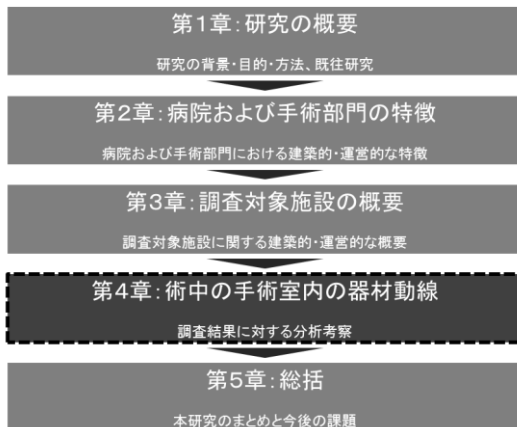 第1章:研究の概要
研究の背景・目的・方法、既往研究
第2章:病院および手術部門の特徴
病院および手術部門における建築的・運営的な特徴
第3章:調査対象施設の概要
調査対象施設に関する建築的・運営的な概要
第4章:術中の手術室内の器材動線
調査結果に対する分析考察
第5章:総括
本研究のまとめと今後の課題